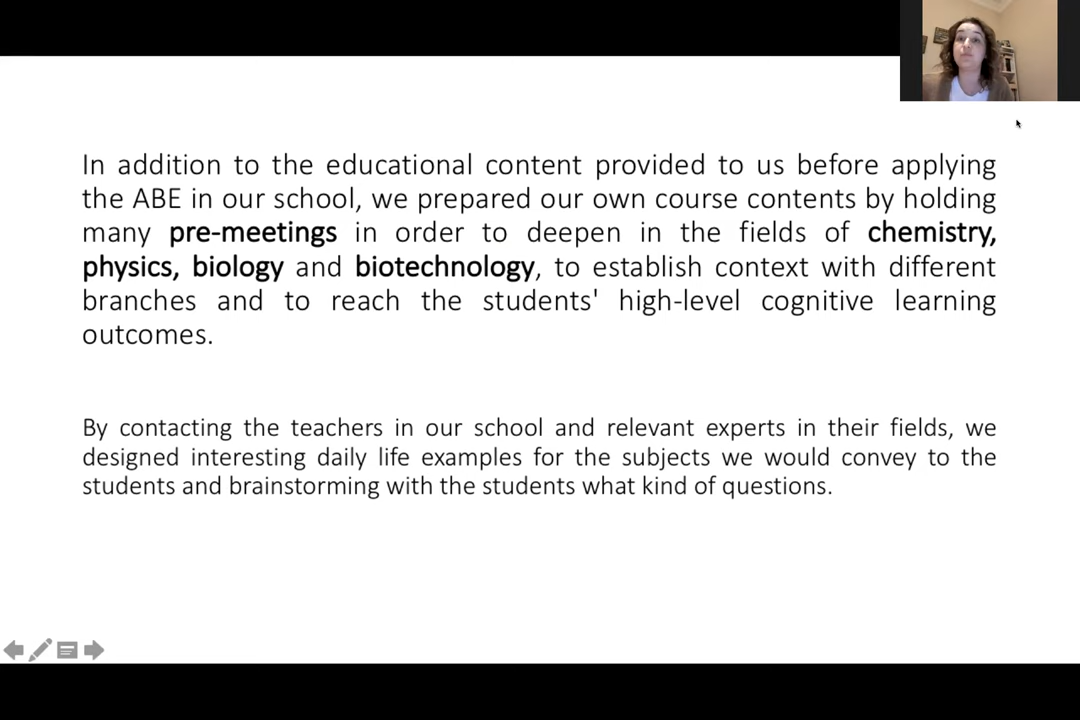 In addition to the educational content provided to us before applying
the ABE in our school, we prepared our own course contents by holding
many pre-meetings in order to deepen in the fields of chemistry,
physics, biology and biotechnology, to establish context with different
branches and to reach the students' high-level cognitive learning
outcomes.
By contacting the teachers in our school and relevant experts in their fields, we
designed interesting daily life examples for the subjects we would convey to the
students and brainstorming with the students what kind of questions.